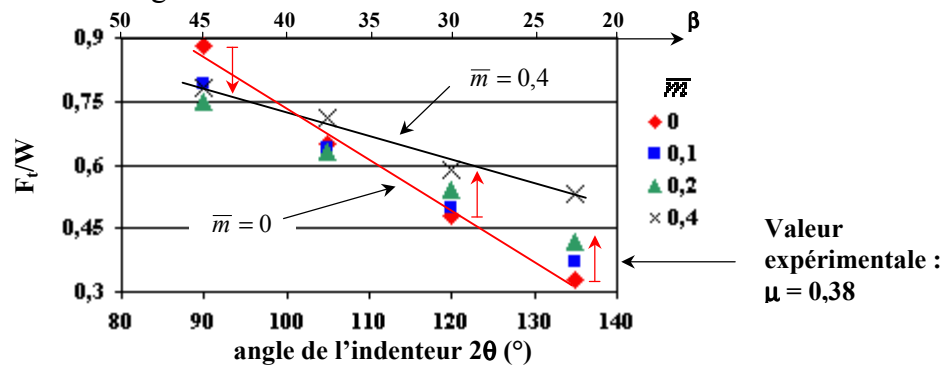 50 45 40 35 30 25 20 β
0,9
0,75
0,6
0,45
0,3
F_t/W
m̅ = 0,4
m̅ = 0
m̅
0
0,1
0,2
0,4
Valeur
expérimentale :
μ = 0,38
80 90 100 110 120 130 140
angle de l'indenteur 2θ (°)